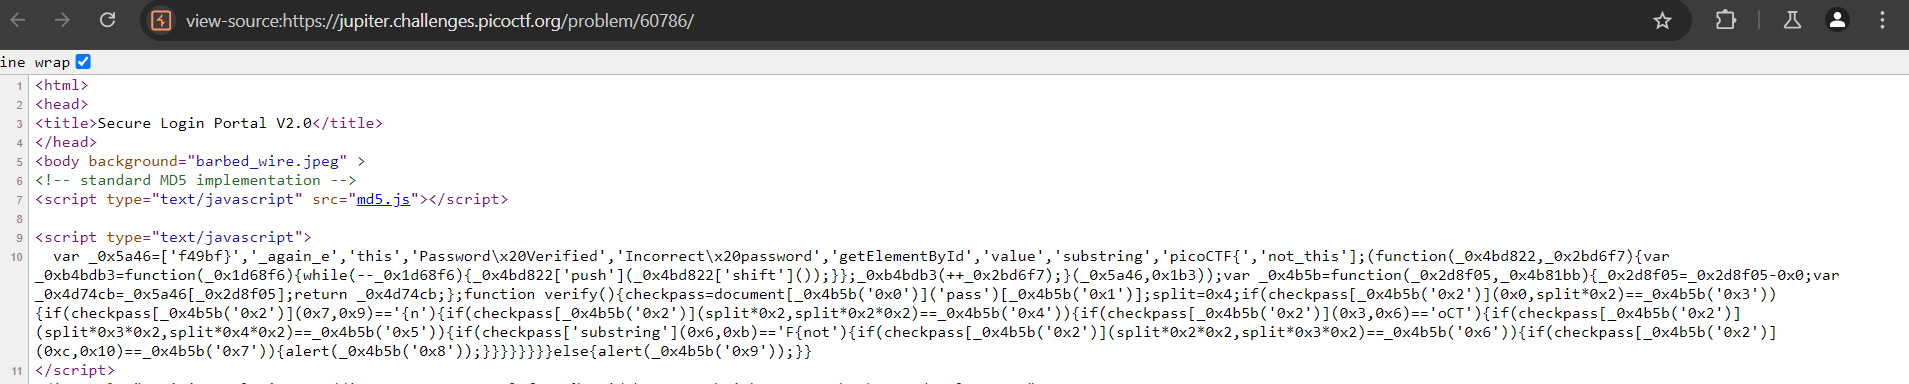 view-source:https://jupiter.challenges.picoctf.org/problem/60786/
ine wrap
1 <html>
2 <head>
3 <title>Secure Login Portal V2.0</title>
4 </head>
5 <body background="barbed_wire.jpeg" >
6 <!-- standard MD5 implementation -->
7 <script type="text/javascript" src="md5.js"></script>
8
9 <script type="text/javascript">
10 var _0x5a46=['f49bf}','_again_e','this','Password\x20Verified','Incorrect\x20password','getElementById','value','substring','picoCTF{','not_this'];(function(_0x4bd822,_0x2bd6f7){var
_0xb4bdb3=function(_0x1d68f6){while(--_0x1d68f6){_0x4bd822['push'](_0x4bd822['shift']());}};_0xb4bdb3(++_0x2bd6f7);}(_0x5a46,0x1b3));var _0x4b5b=function(_0x2d8f05,_0x4b81bb){_0x2d8f05=_0x2d8f05-0x0;var
_0x4d74cb=_0x5a46[_0x2d8f05];return _0x4d74cb;};function verify(){checkpass=document[_0x4b5b('0x0')]('pass')[_0x4b5b('0x1')];split=0x4;if(checkpass[_0x4b5b('0x2')](0x0,split*0x2)==_0x4b5b('0x3'))
{if(checkpass[_0x4b5b('0x2')](0x7,0x9)=='{n'){if(checkpass[_0x4b5b('0x2')](split*0x2,split*0x2*0x2)==_0x4b5b('0x4')){if(checkpass[_0x4b5b('0x2')](0x3,0x6)=='oCT'){if(checkpass[_0x4b5b('0x2')]
(split*0x3*0x2,split*0x4*0x2)==_0x4b5b('0x5')){if(checkpass['substring'](0x6,0xb)=='F{not'){if(checkpass[_0x4b5b('0x2')](split*0x2*0x2,split*0x3*0x2)==_0x4b5b('0x6')){if(checkpass[_0x4b5b('0x2')]
(0xc,0x10)==_0x4b5b('0x7')){alert(_0x4b5b('0x8'));}}}}}}}}else{alert(_0x4b5b('0x9'));}}
11 </script>